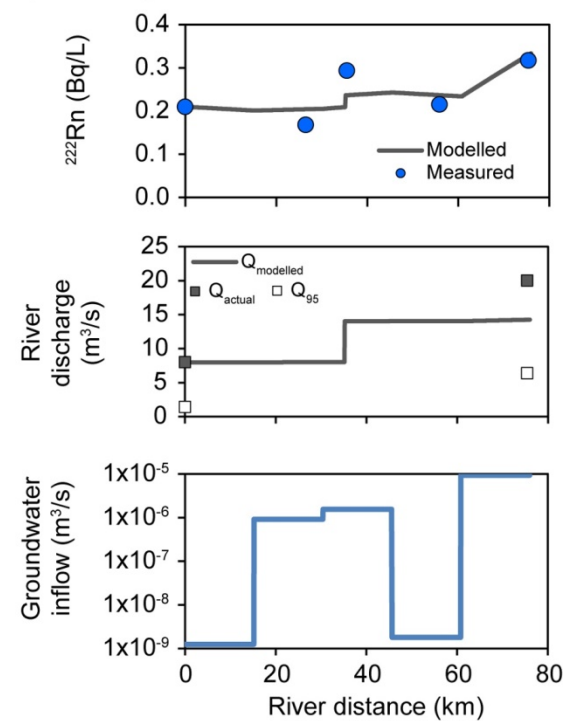 0.4
0.3
0.2
0.1
0.0
²²²Rn (Bq/L)
Modelled
Measured
25
20
15
10
5
0
River
discharge
(m³/s)
Qmodelled
Qactual Q95
1x10⁻⁵
1x10⁻⁶
1x10⁻⁷
1x10⁻⁸
1x10⁻⁹
Groundwater
inflow (m³/s)
0 20 40 60 80
River distance (km)